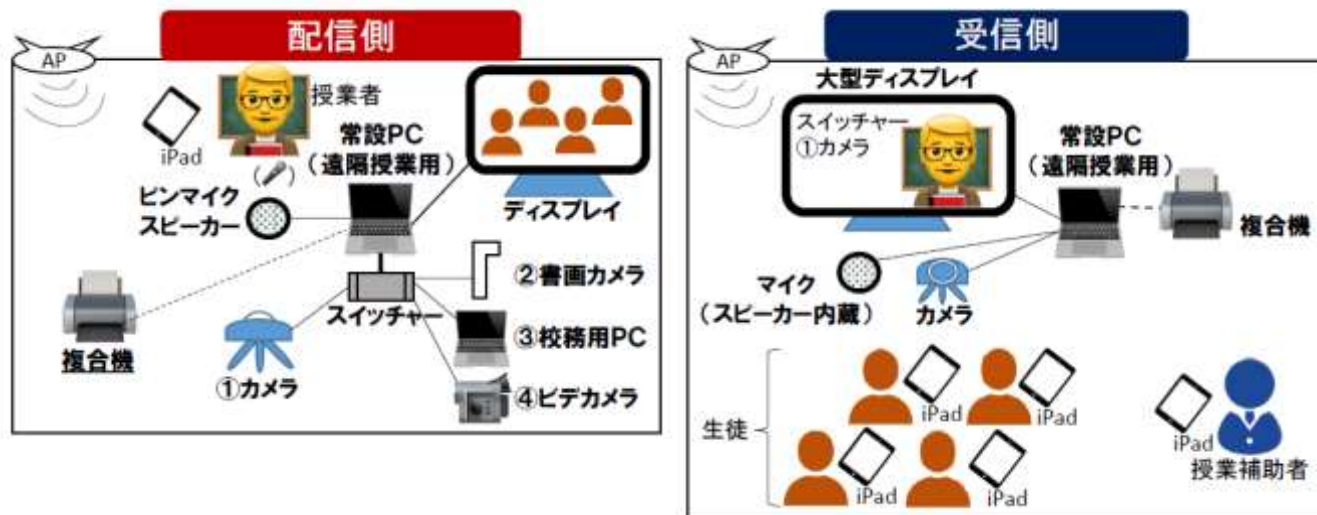 配信側
AP
授業者
iPad
常設PC
(遠隔授業用)
ピンマイク
スピーカー
ディスプレイ
②書画カメラ
スイッチャー
③校務用PC
複合機
①カメラ
④ビデカメラ
受信側
AP
大型ディスプレイ
スイッチャー
①カメラ
常設PC
(遠隔授業用)
複合機
マイク
(スピーカー内蔵)
カメラ
生徒
iPad
iPad
iPad
iPad
iPad
授業補助者